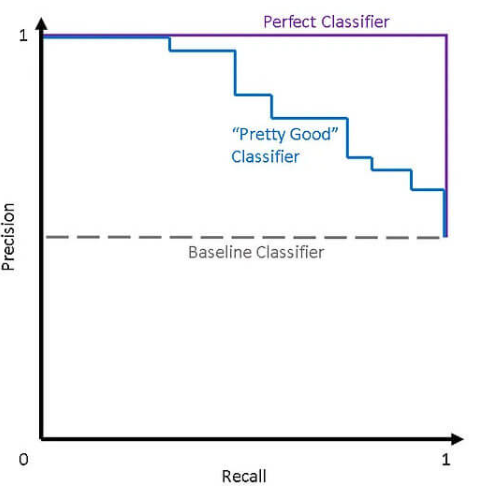 Perfect Classifier
1
“Pretty Good”
Classifier
Precision
Baseline Classifier
0
1
Recall